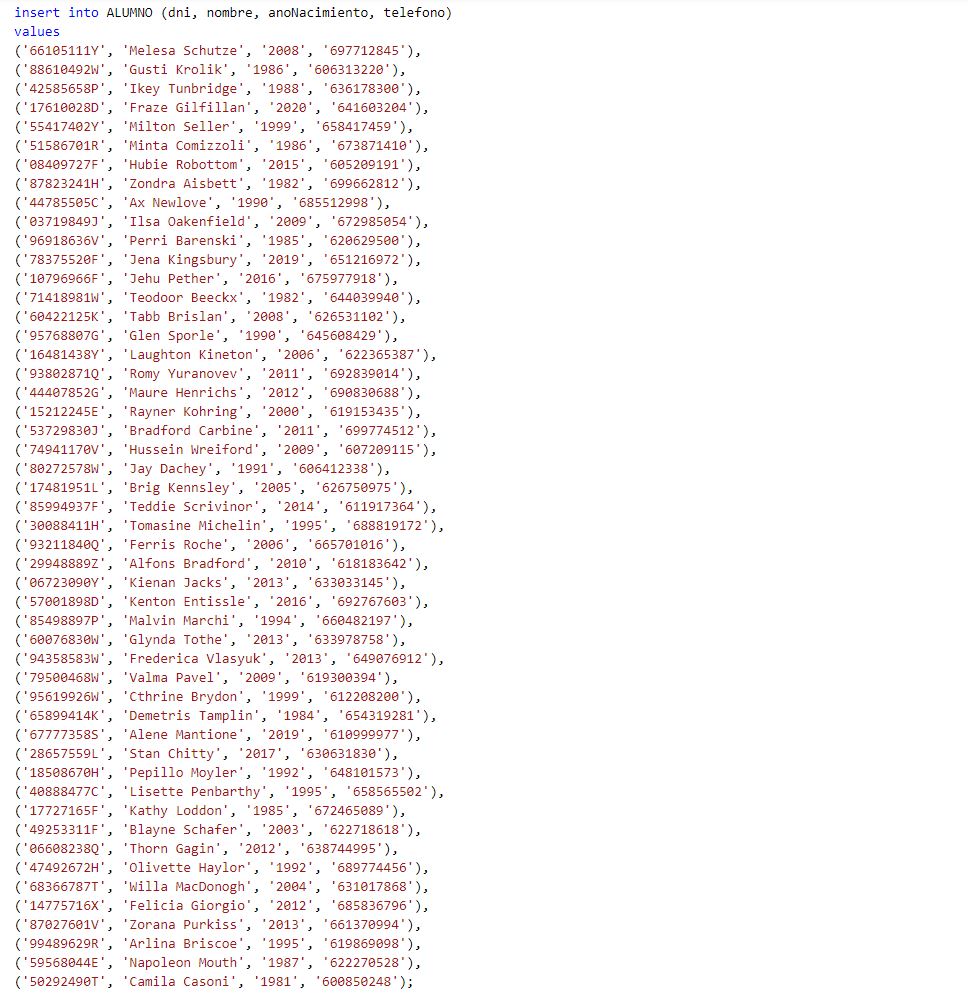 insert into ALUMNO (dni, nombre, anoNacimiento, telefono)
values
('66105111Y', 'Melesa Schutze', '2008', '697712845'),
('88610492W', 'Gusti Krolik', '1986', '606313220'),
('42585658P', 'Ikey Tunbridge', '1988', '636178300'),
('17610028D', 'Fraze Gilfillan', '2020', '641603204'),
('55417402Y', 'Milton Seller', '1999', '658417459'),
('51586701R', 'Minta Comizzoli', '1986', '673871410'),
('08409727F', 'Hubie Robottom', '2015', '605209191'),
('87823241H', 'Zondra Aisbett', '1982', '699662812'),
('44785505C', 'Ax Newlove', '1990', '685512998'),
('03719849J', 'Ilsa Oakenfield', '2009', '672985054'),
('96918636V', 'Perri Barenski', '1985', '620629500'),
('78375520F', 'Jena Kingsbury', '2019', '651216972'),
('10796966F', 'Jehu Pether', '2016', '675977918'),
('71418981W', 'Teodoor Beeckx', '1982', '644039940'),
('60422125K', 'Tabb Brislan', '2008', '626531102'),
('95768807G', 'Glen Sporle', '1990', '645608429'),
('16481438Y', 'Laughton Kineton', '2006', '622365387'),
('93802871Q', 'Romy Yuranovev', '2011', '692839014'),
('44407852G', 'Maure Henrichs', '2012', '690830688'),
('15212245E', 'Rayner Kohring', '2000', '619153435'),
('53729830J', 'Bradford Carbine', '2011', '699774512'),
('74941170V', 'Hussein Wreiford', '2009', '607209115'),
('80272578W', 'Jay Dachey', '1991', '606412338'),
('17481951L', 'Brig Kennsley', '2005', '626750975'),
('85994937F', 'Teddie Scrivinor', '2014', '611917364'),
('30088411H', 'Tomasine Michelin', '1995', '688819172'),
('93211840Q', 'Ferris Roche', '2006', '665701016'),
('29948889Z', 'Alfons Bradford', '2010', '618183642'),
('06723090Y', 'Kienan Jacks', '2013', '633033145'),
('57001898D', 'Kenton Entissle', '2016', '692767603'),
('85498897P', 'Malvin Marchi', '1994', '660482197'),
('60076830W', 'Glynda Tothe', '2013', '633978758'),
('94358583W', 'Frederica Vlasyuk', '2013', '649076912'),
('79500468W', 'Valma Pavel', '2009', '619300394'),
('95619926W', 'Cthrine Brydon', '1999', '612208200'),
('65899414K', 'Demetris Tamplin', '1984', '654319281'),
('67777358S', 'Alene Mantione', '2019', '610999977'),
('28657559L', 'Stan Chitty', '2017', '630631830'),
('18508670H', 'Pepillo Moyler', '1992', '648101573'),
('40888477C', 'Lisette Penbarthy', '1995', '658565502'),
('17727165F', 'Kathy Loddon', '1985', '672465089'),
('49253311F', 'Blayne Schafer', '2003', '622718618'),
('06608238Q', 'Thorn Gagin', '2012', '638744995'),
('47492672H', 'Olivette Haylor', '1992', '689774456'),
('68366787T', 'Willa MacDonogh', '2004', '631017868'),
('14775716X', 'Felicia Giorgio', '2012', '685836796'),
('87027601V', 'Zorana Purkiss', '2013', '661370994'),
('99489629R', 'Arlina Briscoe', '1995', '619869098'),
('59568044E', 'Napoleon Mouth', '1987', '622270528'),
('50292490T', 'Camila Casoni', '1981', '600850248');